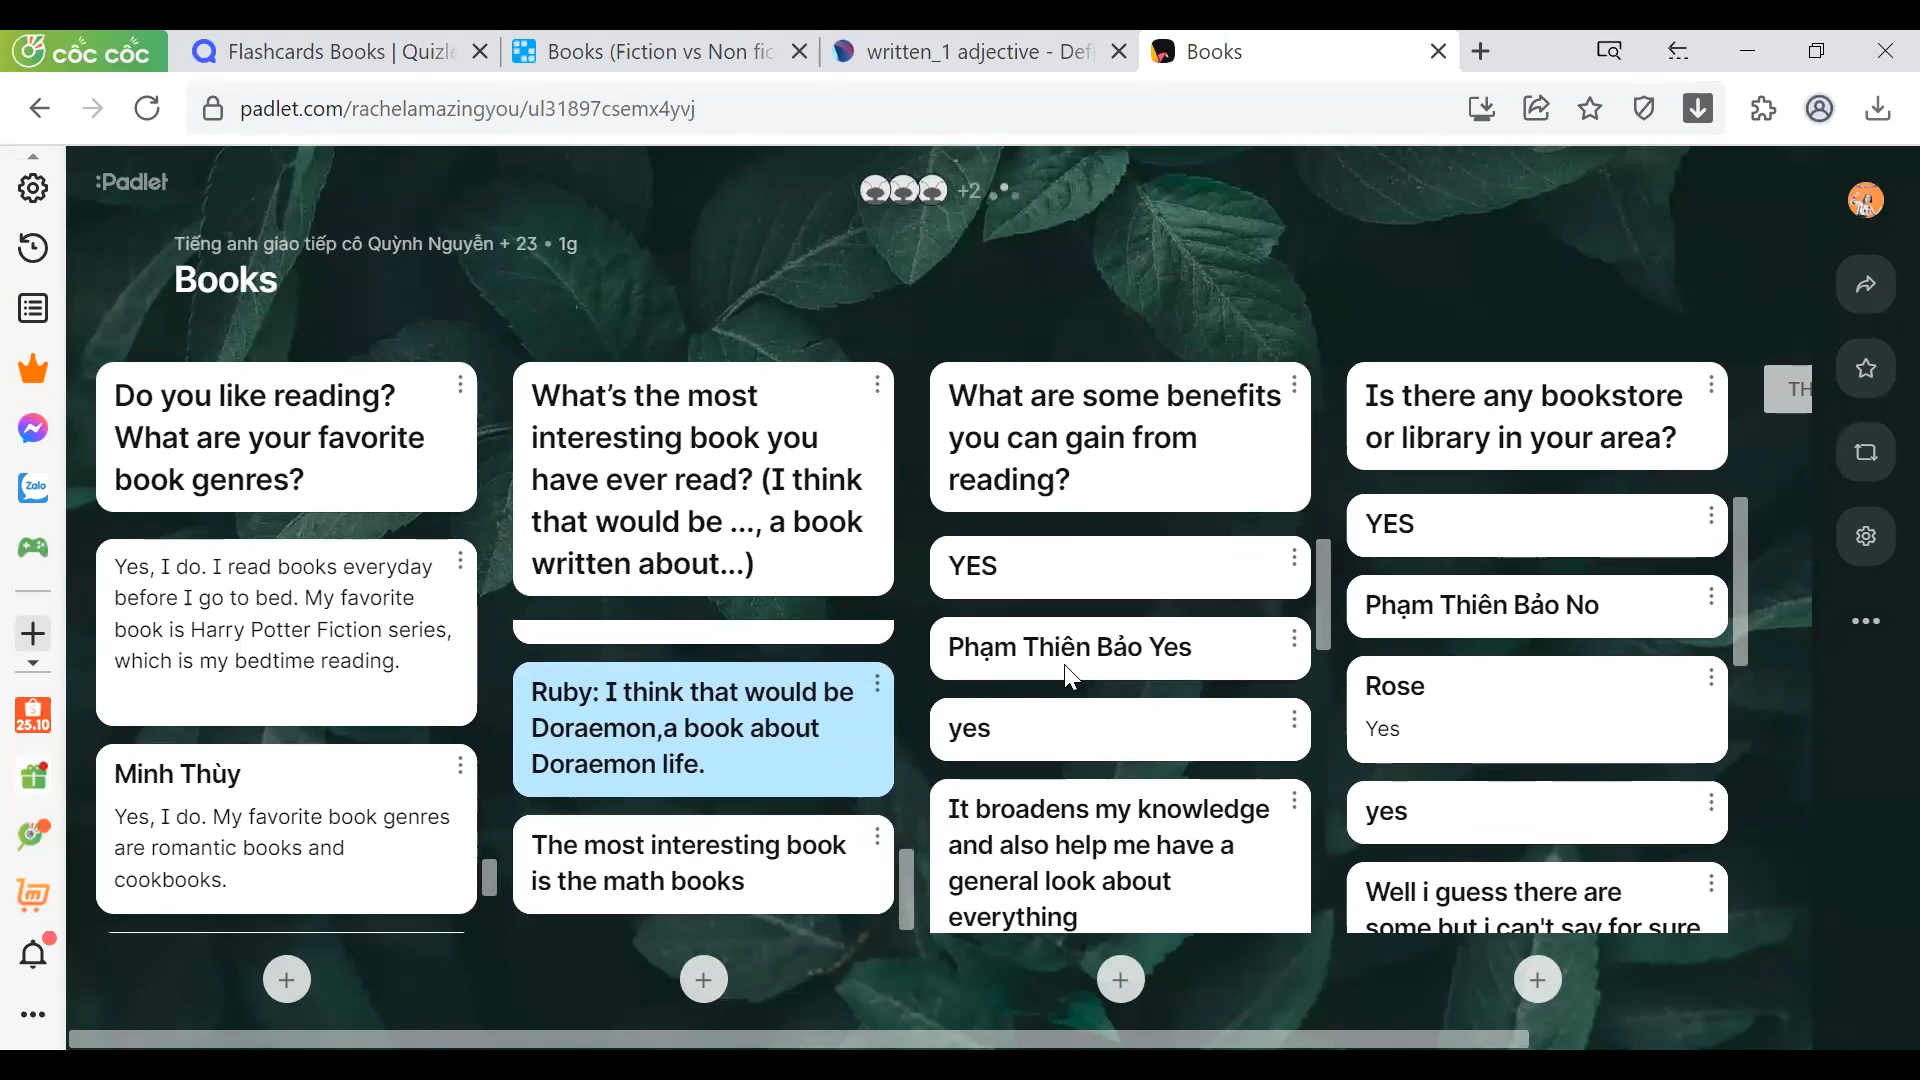 cốc cốc
Flashcards Books | Quizle
Books (Fiction vs Non fic
written_1 adjective - Def
Books
padlet.com/rachelamazingyou/ul31897csemx4yvj
:Padlet
+2
Tiếng anh giao tiếp cô Quỳnh Nguyễn + 23 • 1g
Books
Do you like reading?
What are your favorite
book genres?
Yes, I do. I read books everyday
before I go to bed. My favorite
book is Harry Potter Fiction series,
which is my bedtime reading.
Minh Thùy
Yes, I do. My favorite book genres
are romantic books and
cookbooks.
What’s the most
interesting book you
have ever read? (I think
that would be ..., a book
written about...)
Ruby: I think that would be
Doraemon,a book about
Doraemon life.
The most interesting book
is the math books
What are some benefits
you can gain from
reading?
YES
Phạm Thiên Bảo Yes
yes
It broadens my knowledge
and also help me have a
general look about
everything
Is there any bookstore
or library in your area?
YES
Phạm Thiên Bảo No
Rose
Yes
yes
Well i guess there are
some but i can't say for sure
TH
Zalo
25.10